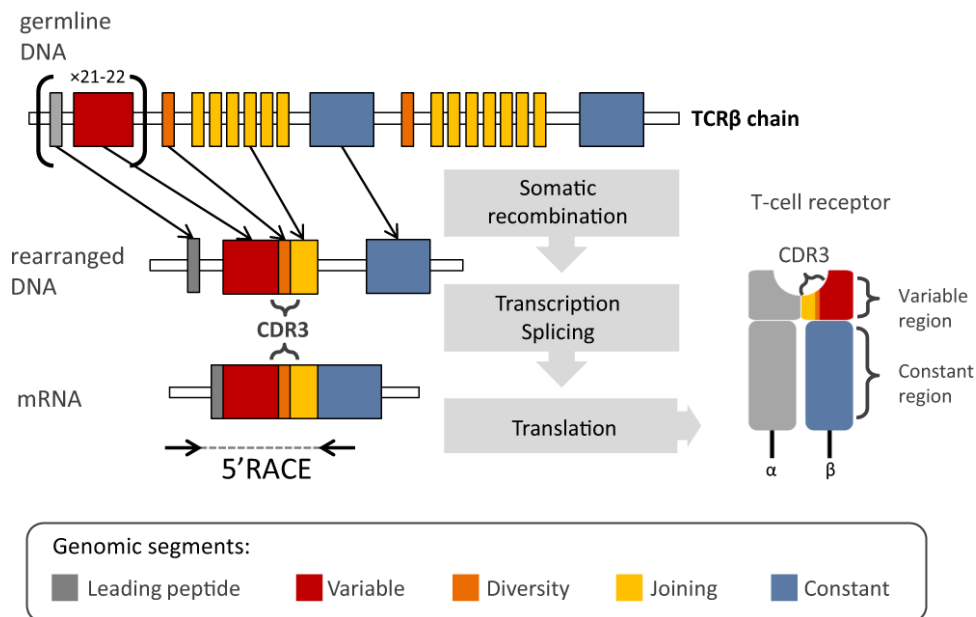 germline
DNA
×21-22
TCRβ chain
Somatic
recombination
T-cell receptor
rearranged
DNA
CDR3
Transcription
Splicing
CDR3
Variable
region
Constant
region
mRNA
Translation
5’RACE
α
β
Genomic segments:
Leading peptide
Variable
Diversity
Joining
Constant